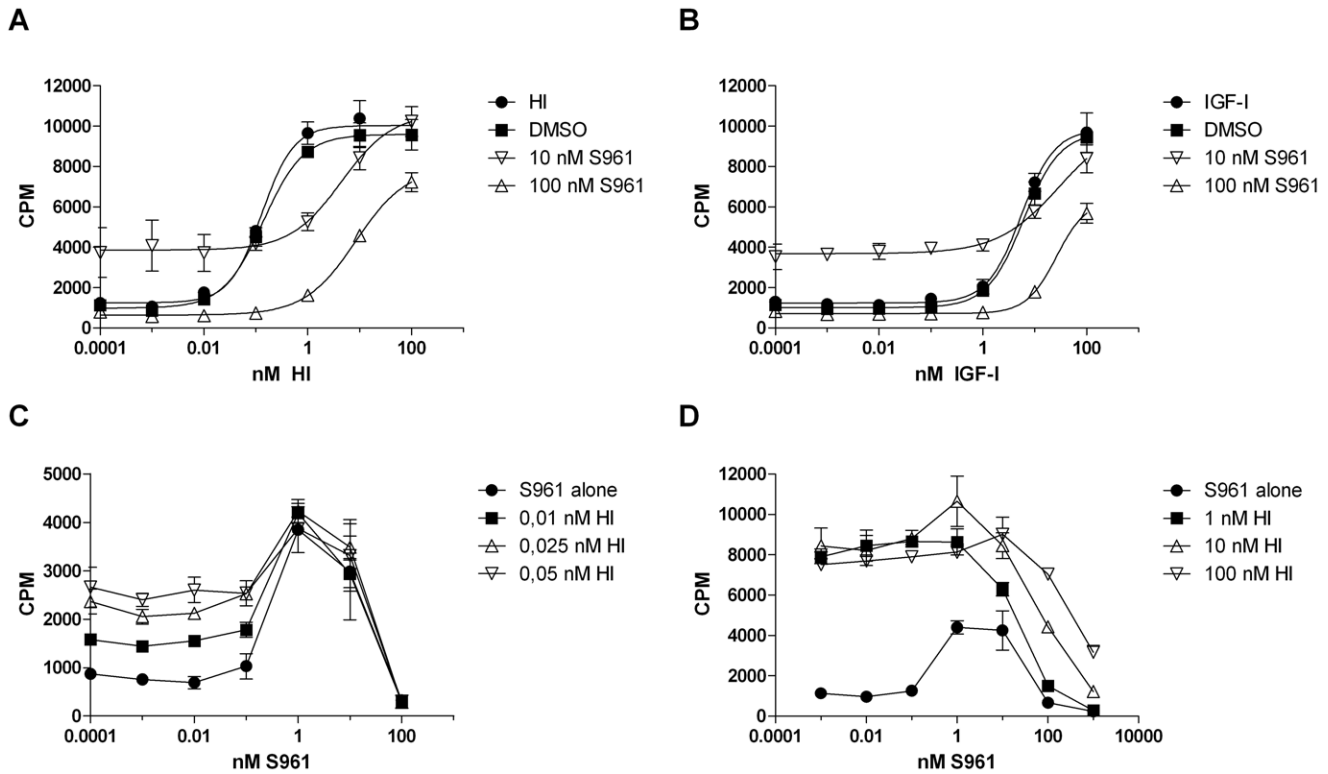 A
12000
10000
8000
6000
4000
2000
0
CPM
0.0001
0.01
1
100
nM HI
HI
DMSO
10 nM S961
100 nM S961
B
12000
10000
8000
6000
4000
2000
0
CPM
0.0001
0.01
1
100
nM IGF-I
IGF-I
DMSO
10 nM S961
100 nM S961
C
5000
4000
3000
2000
1000
0
CPM
0.0001
0.01
1
100
nM S961
S961 alone
0,01 nM HI
0,025 nM HI
0,05 nM HI
D
12000
10000
8000
6000
4000
2000
0
CPM
0.0001
0.01
1
100
10000
nM S961
S961 alone
1 nM HI
10 nM HI
100 nM HI